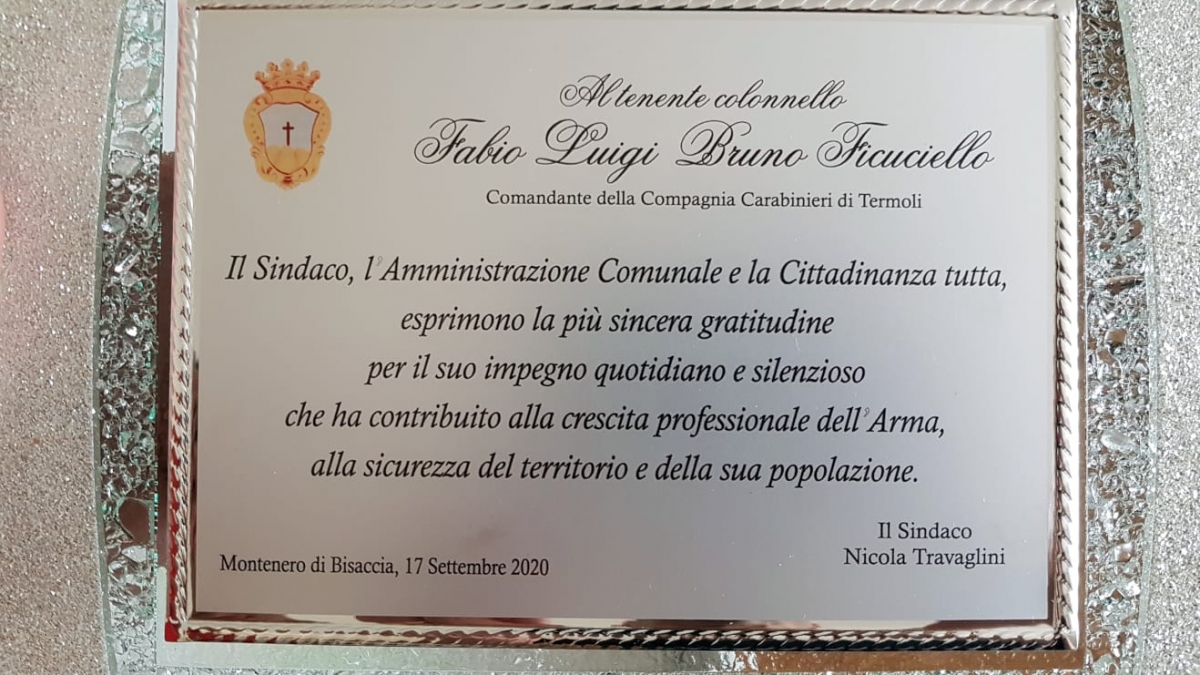 Al tenente colonnello
Fabio Luigi Bruno Ficuciello
Comandante della Compagnia Carabinieri di Termoli
Il Sindaco, l'Amministrazione Comunale e la Cittadinanza tutta,
esprimono la più sincera gratitudine
per il suo impegno quotidiano e silenzioso
che ha contribuito alla crescita professionale dell'Arma,
alla sicurezza del territorio e della sua popolazione.
Montenero di Bisaccia, 17 Settembre 2020
Il Sindaco
Nicola Travaglini